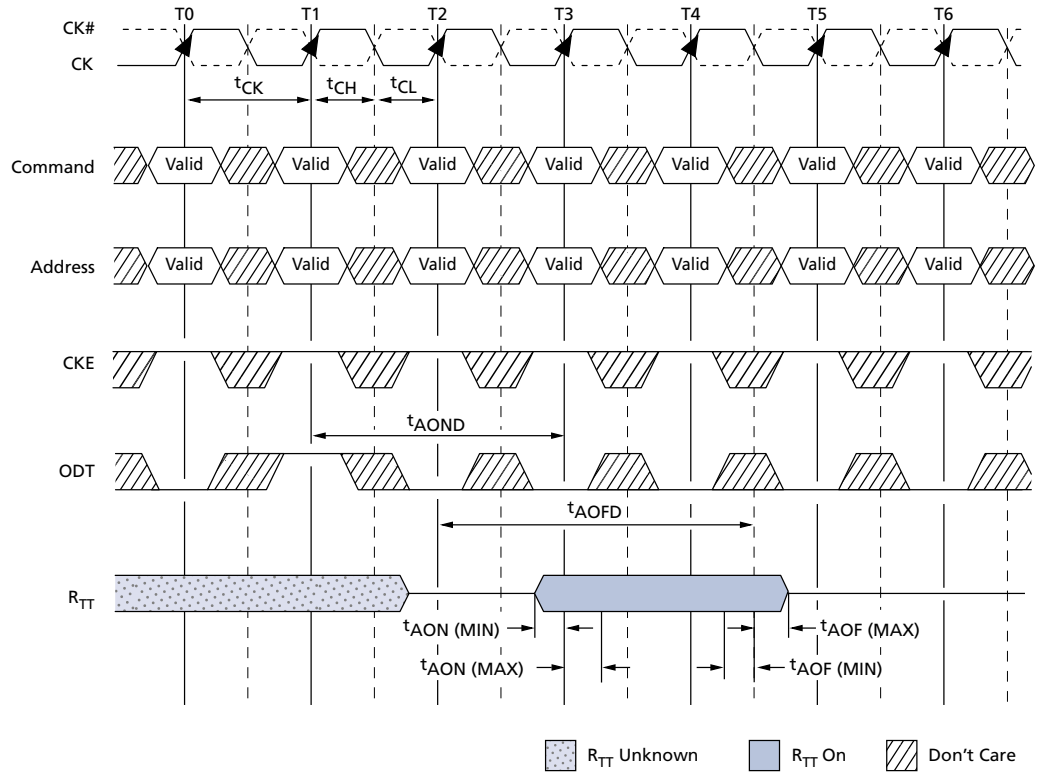 T0 T1 T2 T3 T4 T5 T6
CK#
CK
tCK tCH tCL
Command Valid Valid Valid Valid Valid Valid Valid
Address Valid Valid Valid Valid Valid Valid Valid
CKE
tAOND
ODT
tAOFD
RTT
tAON (MIN) tAOF (MAX)
tAON (MAX) tAOF (MIN)
RTT Unknown RTT On Don't Care